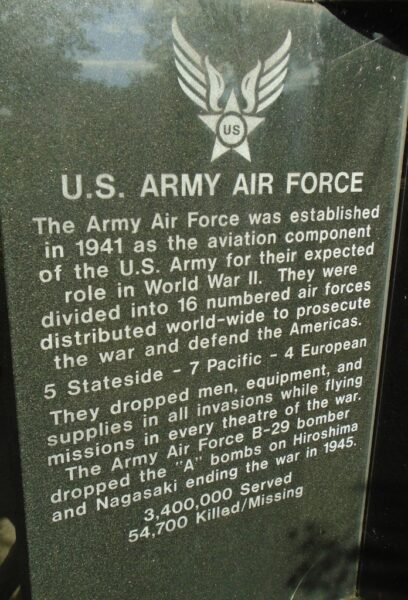 US
U.S. ARMY AIR FORCE
The Army Air Force was established
in 1941 as the aviation component
of the U.S. Army for their expected
role in World War II. They were
divided into 16 numbered air forces
distributed world-wide to prosecute
the war and defend the Americas.
5 Stateside - 7 Pacific - 4 European
They dropped men, equipment, and
supplies in all invasions while flying
missions in every theatre of the war.
The Army Air Force B-29 bomber
dropped the "A" bombs on Hiroshima
and Nagasaki ending the war in 1945.
3,400,000 Served
54,700 Killed/Missing